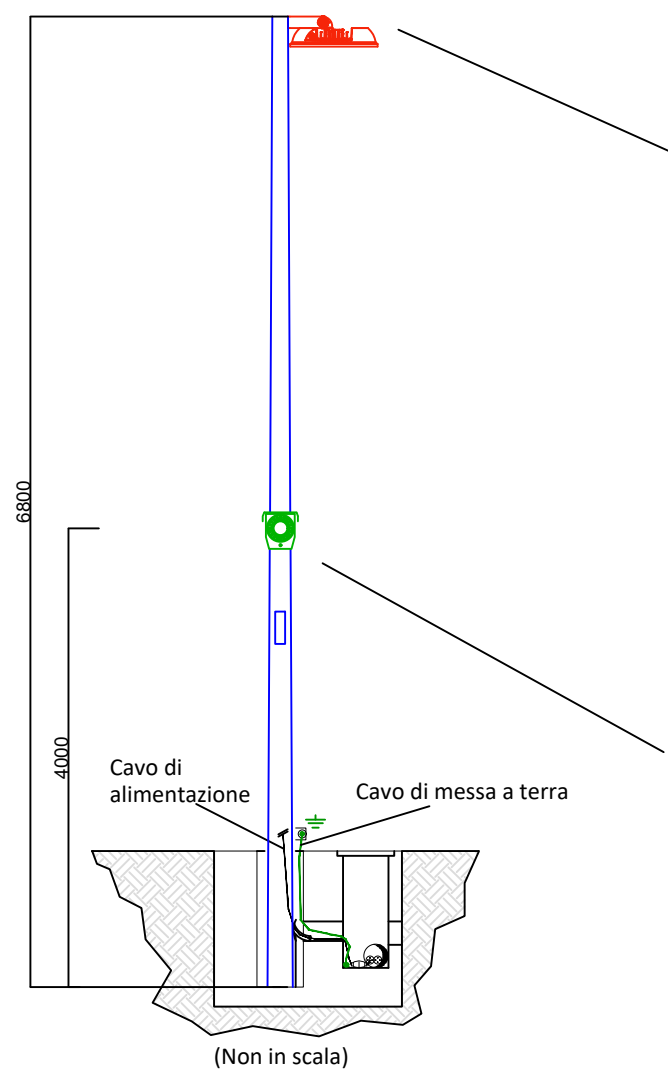 6800
4000
Cavo di
alimentazione
Cavo di messa a terra
(Non in scala)